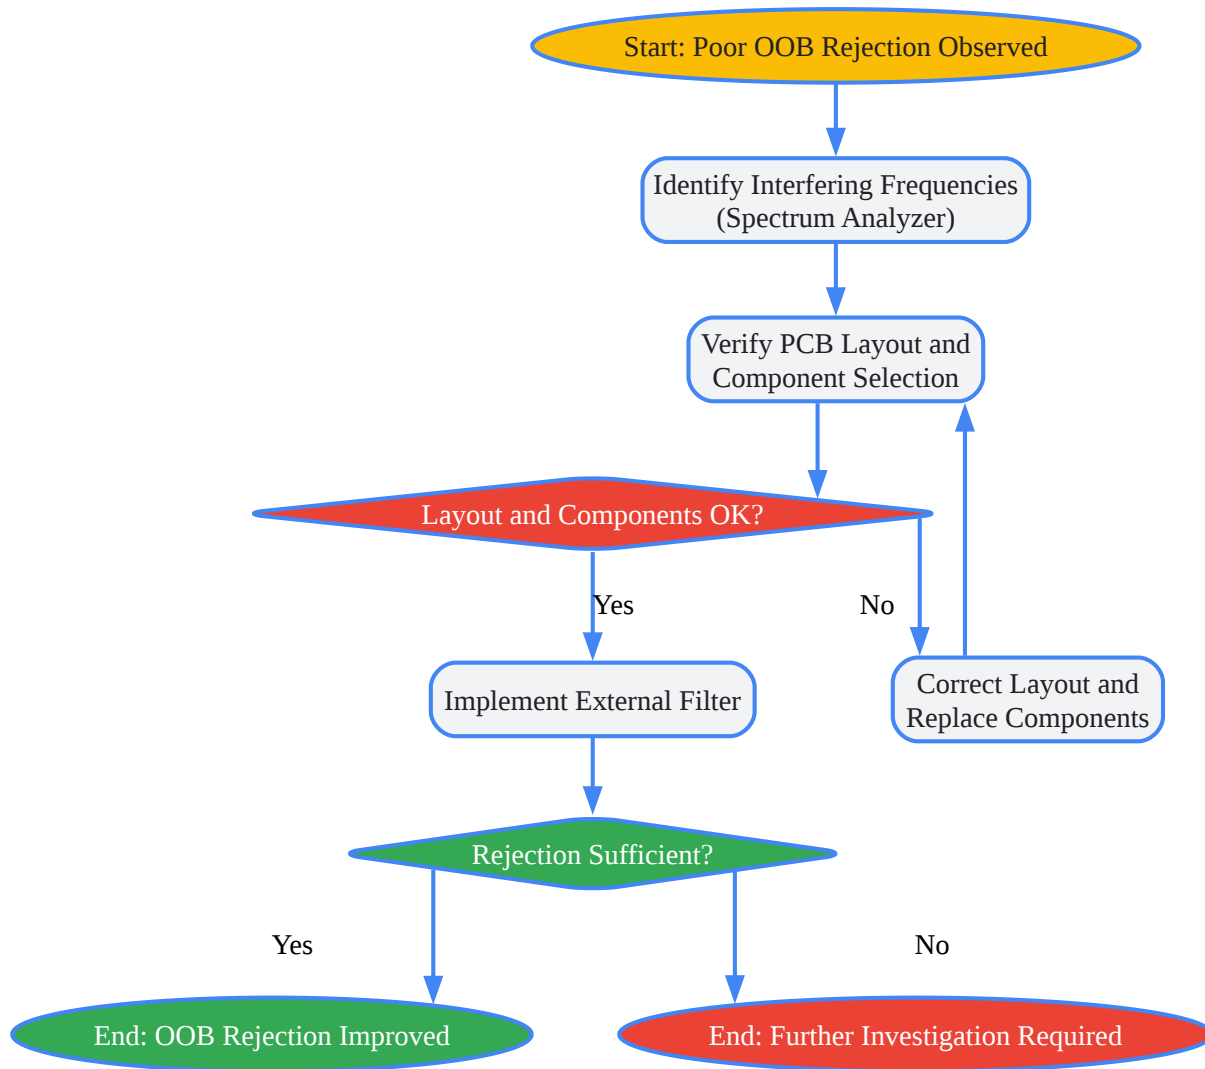 Start: Poor OOB Rejection Observed
Identify Interfering Frequencies
(Spectrum Analyzer)
Verify PCB Layout and
Component Selection
Layout and Components OK?
Yes
No
Implement External Filter
Correct Layout and
Replace Components
Rejection Sufficient?
Yes
No
End: OOB Rejection Improved
End: Further Investigation Required